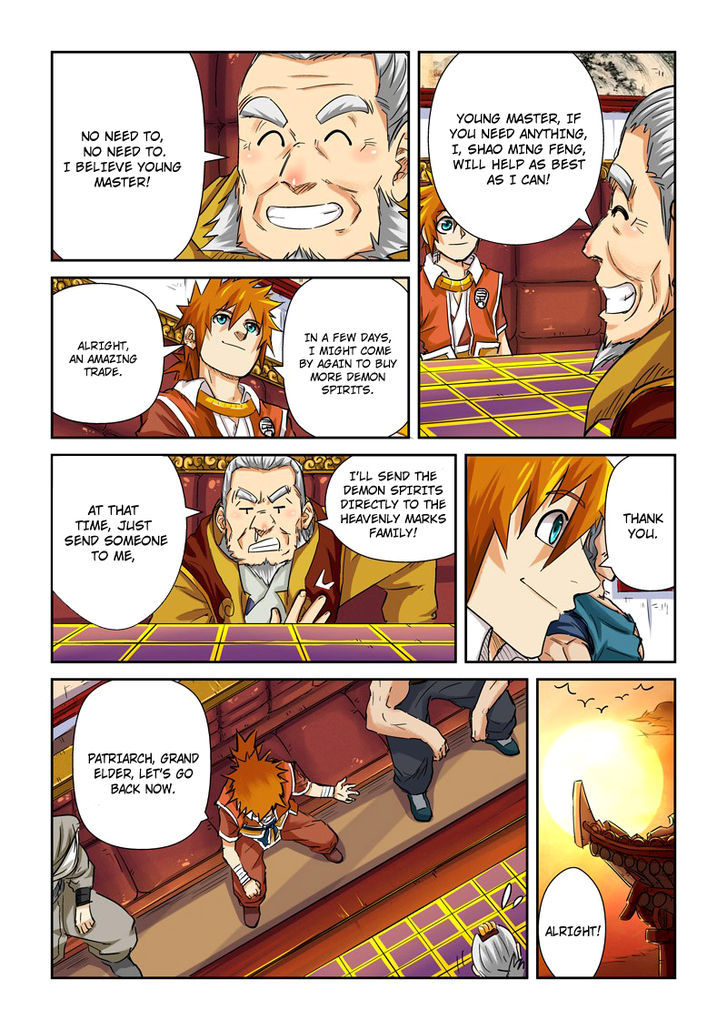 NO NEED TO,
NO NEED TO.
I BELIEVE YOUNG
MASTER!
YOUNG MASTER, IF
YOU NEED ANYTHING,
I, SHAO MING FENG,
WILL HELP AS BEST
AS I CAN!
ALRIGHT,
AN AMAZING
TRADE.
IN A FEW DAYS,
I MIGHT COME
BY AGAIN TO BUY
MORE DEMON
SPIRITS.
AT THAT
TIME, JUST
SEND SOMEONE
TO ME,
I'LL SEND THE
DEMON SPIRITS
DIRECTLY TO THE
HEAVENLY MARKS
FAMILY!
THANK
YOU.
PATRIARCH, GRAND
ELDER, LET'S GO
BACK NOW.
ALRIGHT!